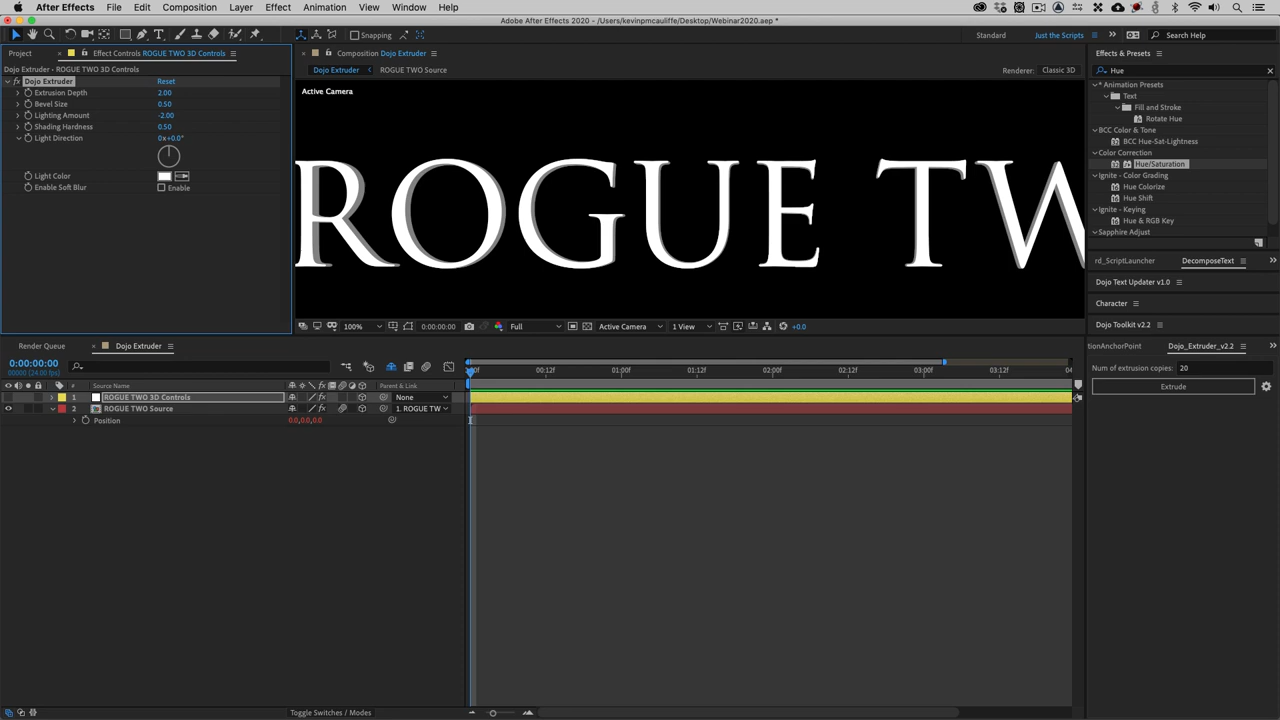 After Effects File Edit Composition Layer Effect Animation View Window Help
Adobe After Effects 2020 - /Users/kevinpmcauliffe/Desktop/Webinar2020.aep *
Snapping Standard Just the Scripts Search Help
Project Effect Controls ROGUE TWO 3D Controls Composition Dojo Extruder Effects & Presets
Dojo Extruder • ROGUE TWO 3D Controls
Dojo Extruder ROGUE TWO Source Renderer: Classic 3D
Hue
fx Dojo Extruder Reset
Extrusion Depth 2.00
Bevel Size 0.50
Lighting Amount -2.00
Shading Hardness 0.50
Light Direction 0x+0.0°
Light Color
Enable Soft Blur Enable
Active Camera
ROGUE TW
100% 0:00:00:00 Full Active Camera 1 View +0.0
* Animation Presets
Text
Fill and Stroke
Rotate Hue
BCC Color & Tone
BCC Hue-Sat-Lightness
Color Correction
Hue/Saturation
Ignite - Color Grading
Hue Colorize
Hue Shift
Ignite - Keying
Hue & RGB Key
Sapphire Adjust
rd_ScriptLauncher DecomposeText
Dojo Text Updater v1.0
Character
Dojo Toolkit v2.2
tionAnchorPoint Dojo_Extruder_v2.2
Num of extrusion copies: 20
Extrude
Render Queue Dojo Extruder
0:00:00:00
00000 (24.00 fps)
:00f 00:12f 01:00f 01:12f 02:00f 02:12f 03:00f 03:12f 04
# Source Name Parent & Link
1 ROGUE TWO 3D Controls None
2 ROGUE TWO Source 1. ROGUE TW
Position 0.0,0.0,0.0
Toggle Switches / Modes